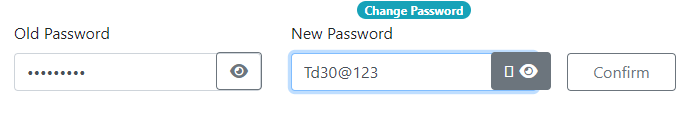 Change Password
Old Password
New Password
•••••••••
Td30@123
Confirm